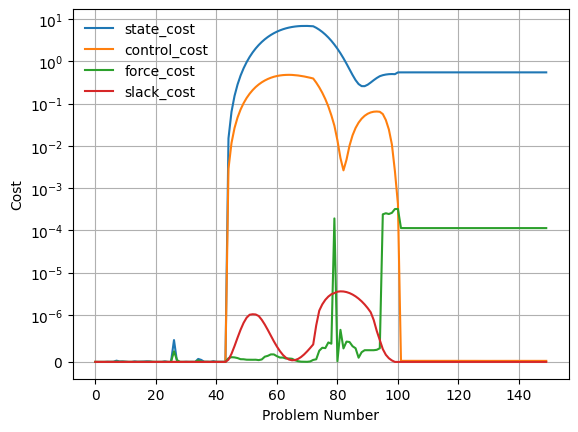 10^1
10^0
10^-1
10^-2
10^-3
10^-4
10^-5
10^-6
0
Cost
state_cost
control_cost
force_cost
slack_cost
0 20 40 60 80 100 120 140
Problem Number